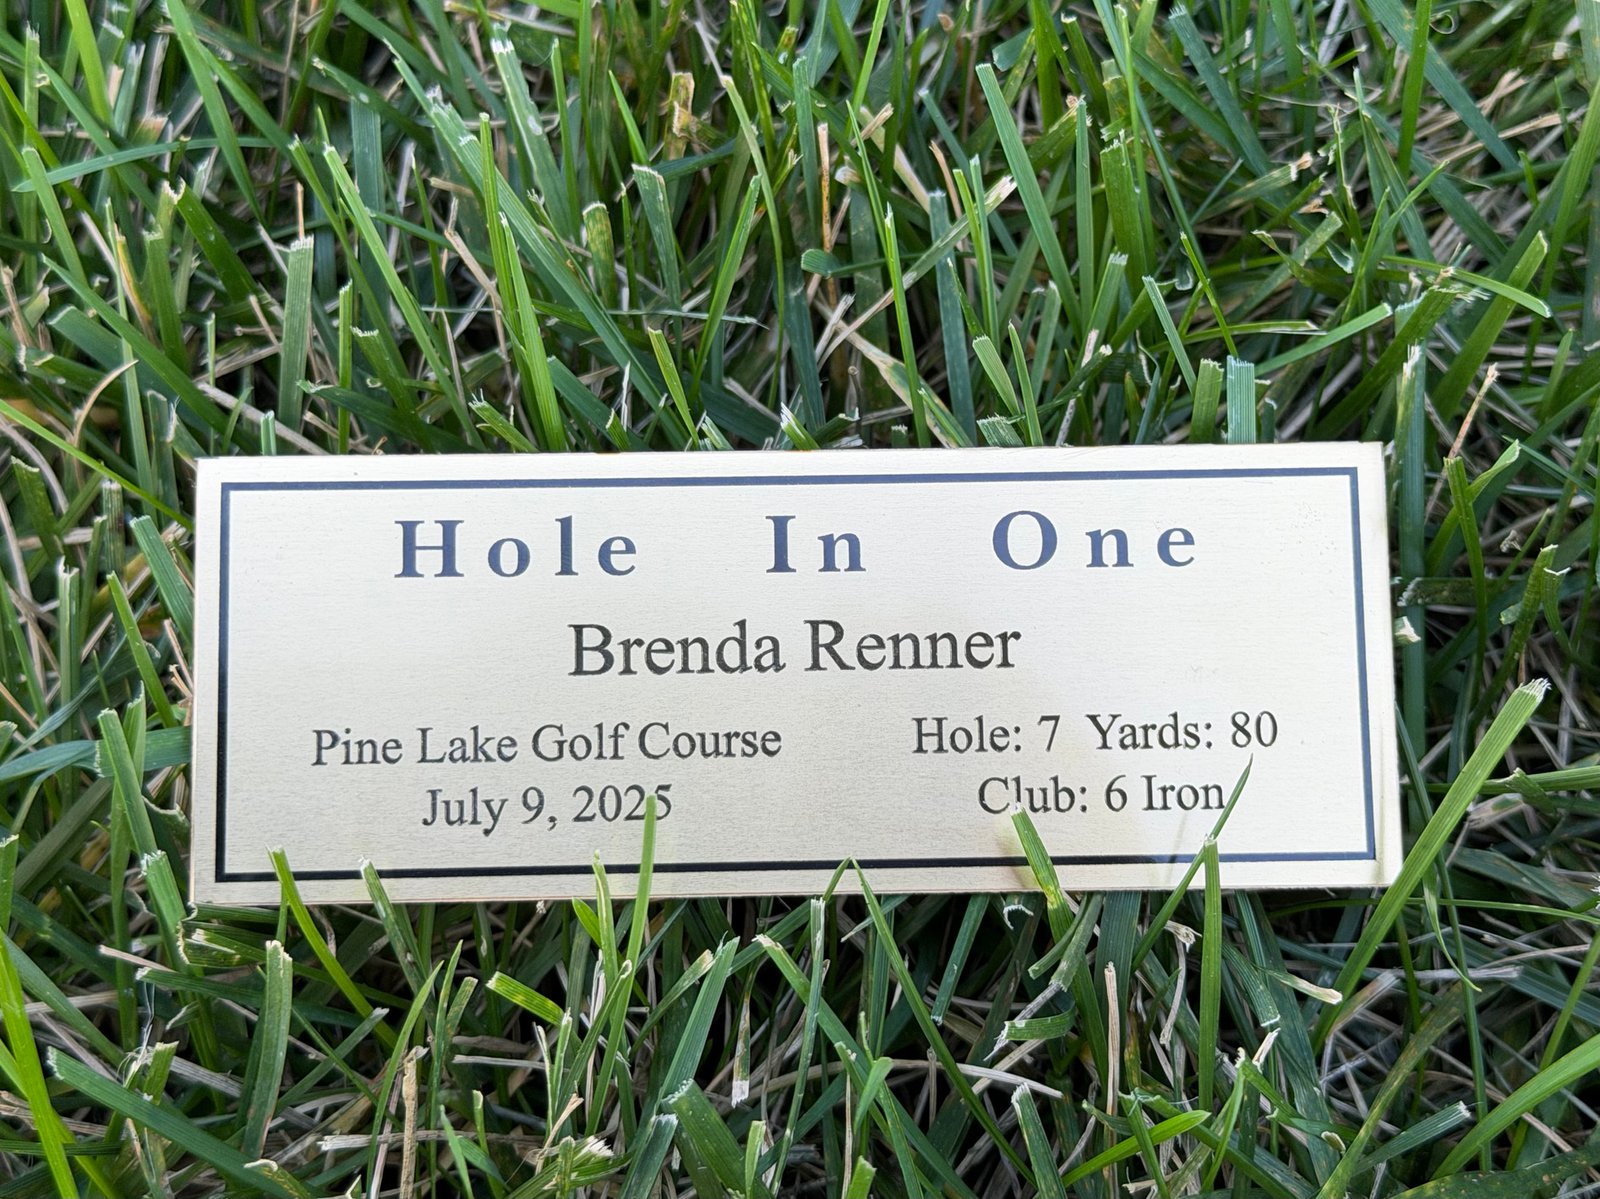 Hole In One
Brenda Renner
Pine Lake Golf Course
July 9, 2025
Hole: 7 Yards: 80
Club: 6 Iron